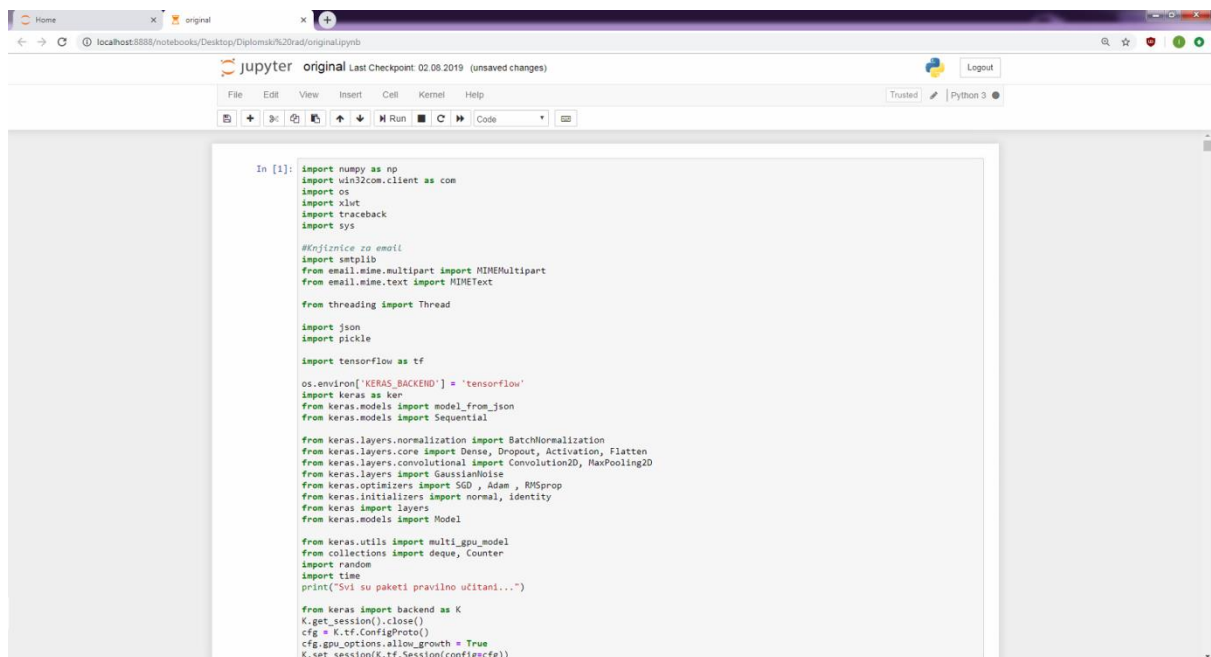 Home
original
localhost:8888/notebooks/Desktop/Diplomski%20rad/original.ipynb
jupyter original Last Checkpoint: 02.08.2019 (unsaved changes)
Logout
File Edit View Insert Cell Kernel Help
Trusted Python 3
Run Code
In [1]: import numpy as np
import win32com.client as com
import os
import xlwt
import traceback
import sys
#Knjiznice za email
import smtplib
from email.mime.multipart import MIMEMultipart
from email.mime.text import MIMEText
from threading import Thread
import json
import pickle
import tensorflow as tf
os.environ['KERAS_BACKEND'] = 'tensorflow'
import keras as ker
from keras.models import model_from_json
from keras.models import Sequential
from keras.layers.normalization import BatchNormalization
from keras.layers.core import Dense, Dropout, Activation, Flatten
from keras.layers.convolutional import Convolution2D, MaxPooling2D
from keras.layers import GaussianNoise
from keras.optimizers import SGD , Adam , RMSprop
from keras.initializers import normal, identity
from keras import layers
from keras.models import Model
from keras.utils import multi_gpu_model
from collections import deque, Counter
import random
import time
print("Svi su paketi pravilno učitani...")
from keras import backend as K
K.get_session().close()
cfg = K.tf.ConfigProto()
cfg.gpu_options.allow_growth = True
K.set_session(K.tf.Session(config=cfg))